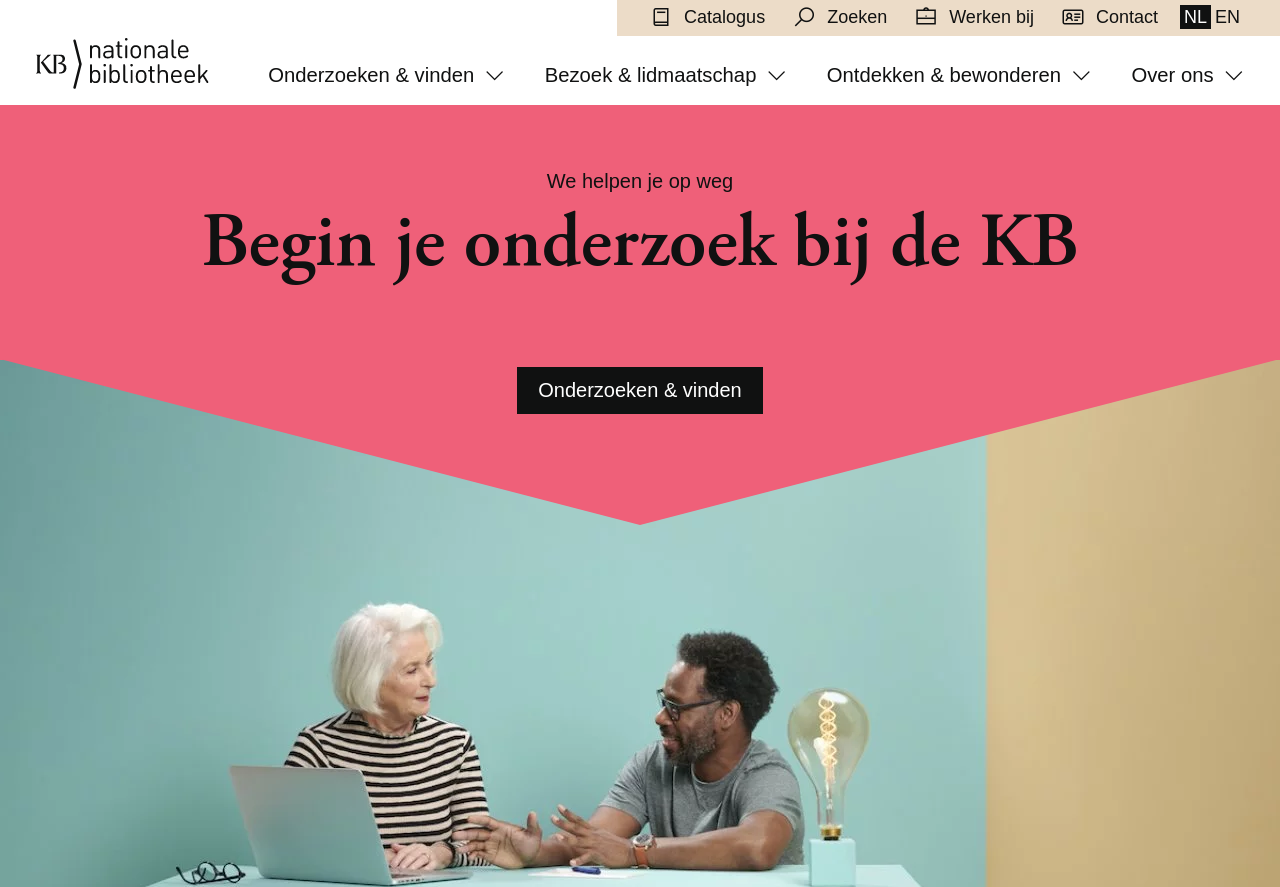 Catalogus
Zoeken
Werken bij
Contact
NL EN
KB nationale bibliotheek
Onderzoeken & vinden
Bezoek & lidmaatschap
Ontdekken & bewonderen
Over ons
We helpen je op weg
Begin je onderzoek bij de KB
Onderzoeken & vinden